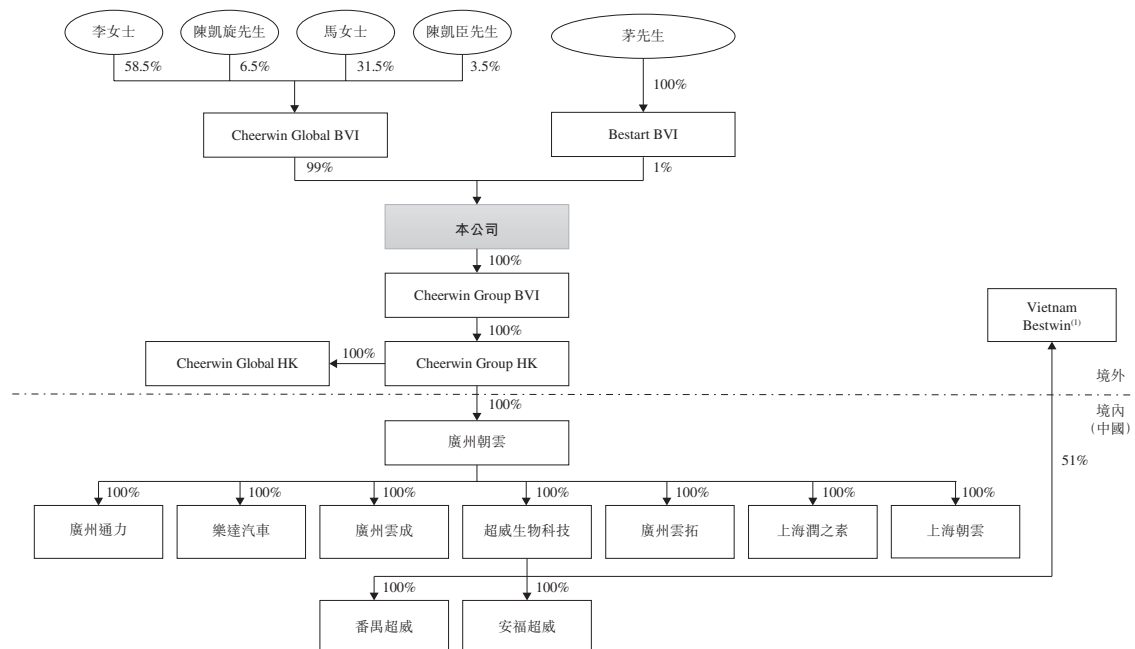 李女士
陳凱旋先生
馬女士
陳凱臣先生
茅先生
58.5%
6.5%
31.5%
3.5%
100%
Cheerwin Global BVI
Bestart BVI
99%
1%
本公司
100%
Cheerwin Group BVI
100%
Vietnam
Bestwin(1)
Cheerwin Global HK
100%
Cheerwin Group HK
境外
100%
境內
(中國)
廣州朝雲
51%
100%
100%
100%
100%
100%
100%
100%
廣州通力
樂達汽車
廣州雲成
超威生物科技
廣州雲拓
上海潤之素
上海朝雲
100%
100%
番禺超威
安福超威